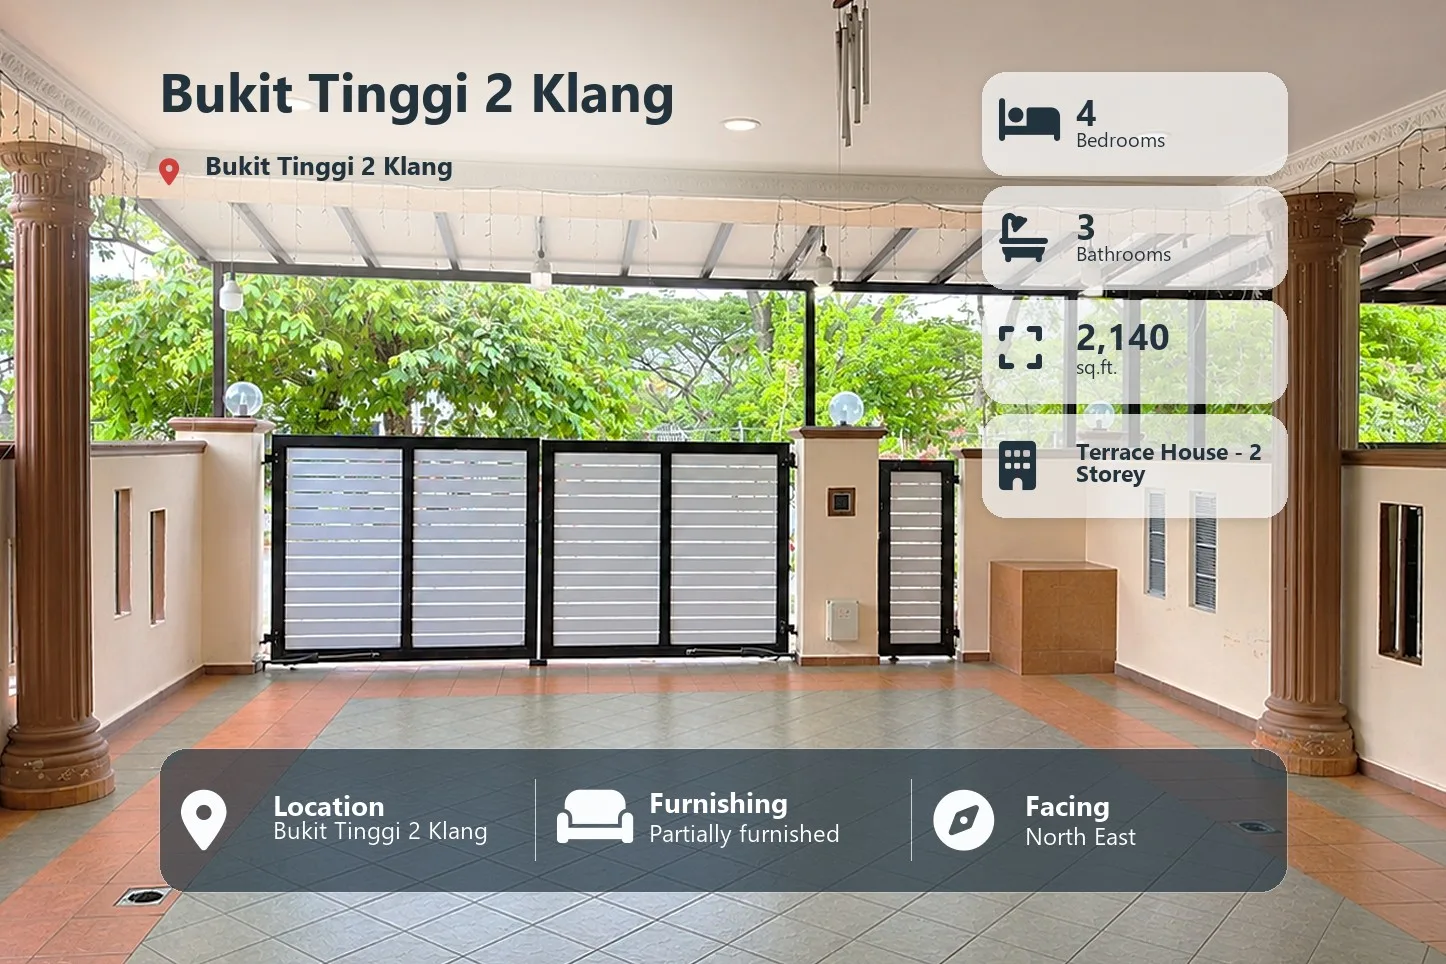 Bukit Tinggi 2 Klang
Bukit Tinggi 2 Klang
4
Bedrooms
3
Bathrooms
2,140
sq.ft.
Terrace House - 2
Storey
Location
Bukit Tinggi 2 Klang
Furnishing
Partially furnished
Facing
North East